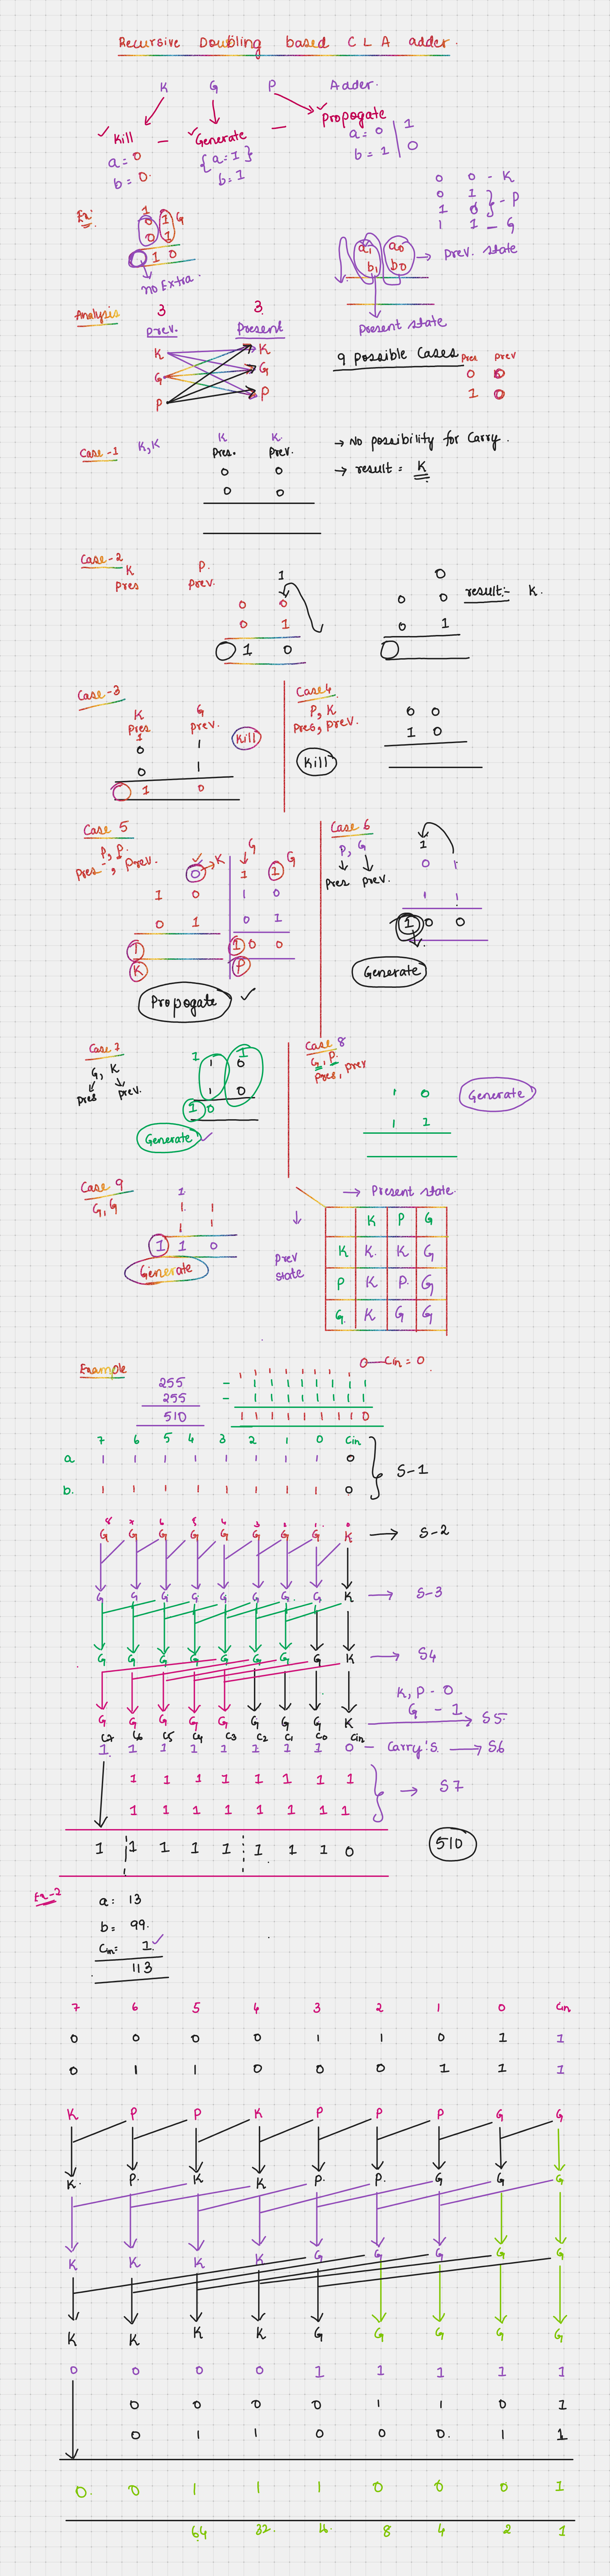 Recursive Doubling based CLA adder.
K G P Adder.
✓ Kill – ✓ Generate – ✓ Propogate
a=0 {a=1} a=0 | 1
b=0. b=1 b=1 | 0
0 0 - K
0 1 } - P
1 0
1 1 - G
Ex:
1
0 1 G
0 1
0 1 0
no Extra.
a1 a0 → prev. state
b1 b0
Present state
Analysis 3 3
prev. Present
K K
G G
P P
9 possible Cases
Pres prev
0 0
1 0
Case-1 K,K
K K
Pres. prev.
0 0
0 0
→ No possibility for Carry.
→ result = K
Case-2
K P.
pres prev.
1
0 0
0 1
0 1 0
0
0 0
0 1
result:- K.
Case-3
K G
pres prev.
1
0 1
0 1
1 0
Kill
Case4
P, K
Pres, prev.
0 0
1 0
Kill
Case 5
P, P.
Pres, Prev.
0 → K
1 0
0 1
1
K
G
1 1 G
1 0
0 1
1 0 0
P
Propogate ✓
Case 6
P, G
pres prev.
1
0 1
1 1
1 0 0
Generate
Case 7
G, K
pres prev.
1 1
1 0
1 0
1 0
Generate ✓
Case 8
G, P.
Pres, prev
1 0
1 1
Generate
Case 9
G, G
1
1 1
1 1
1 1 0
Generate
→ Present state.
↓ prev state
K P G
K K. K G
P K P. G
G. K G G
Example
0—Cin = 0
255 - 1 1 1 1 1 1 1 1
255 - 1 1 1 1 1 1 1 1
510 1 1 1 1 1 1 1 1 0
7 6 5 4 3 2 1 0 Cin
a 1 1 1 1 1 1 1 1 0
b. 1 1 1 1 1 1 1 1 0
S-1
8 7 6 5 4 3 2 1 0
G G G G G G G G K → S-2
G G G G G G G. G K → S-3
G G G G G G G G K → S4
K, P - 0
G - 1
G G G G G G G G K → S5
C7 C6 C5 C4 C3 C2 C1 C0 Cin
1 1 1 1 1 1 1 1 0 - Carry's. → S6
1 1 1 1 1 1 1 1
1 1 1 1 1 1 1 1
→ S7
1 1 1 1 1 1 1 1 0 510
Ex-2
a: 13
b: 99.
Cin= 1. ✓
113
7 6 5 4 3 2 1 0 Cin
0 0 0 0 1 1 0 1 1
0 1 1 0 0 0 1 1 1
K P P K P P P G G
K. P. K K P. P. G G G
K K K K G G G G G
K K K K G G G G G
0 0 0 0 1 1 1 1 1
0 0 0 0 1 1 0 1
0 1 1 0 0 0. 1 1
0. 0 1 1 1 0 0 0 1
64 32. 16. 8 4 2 1